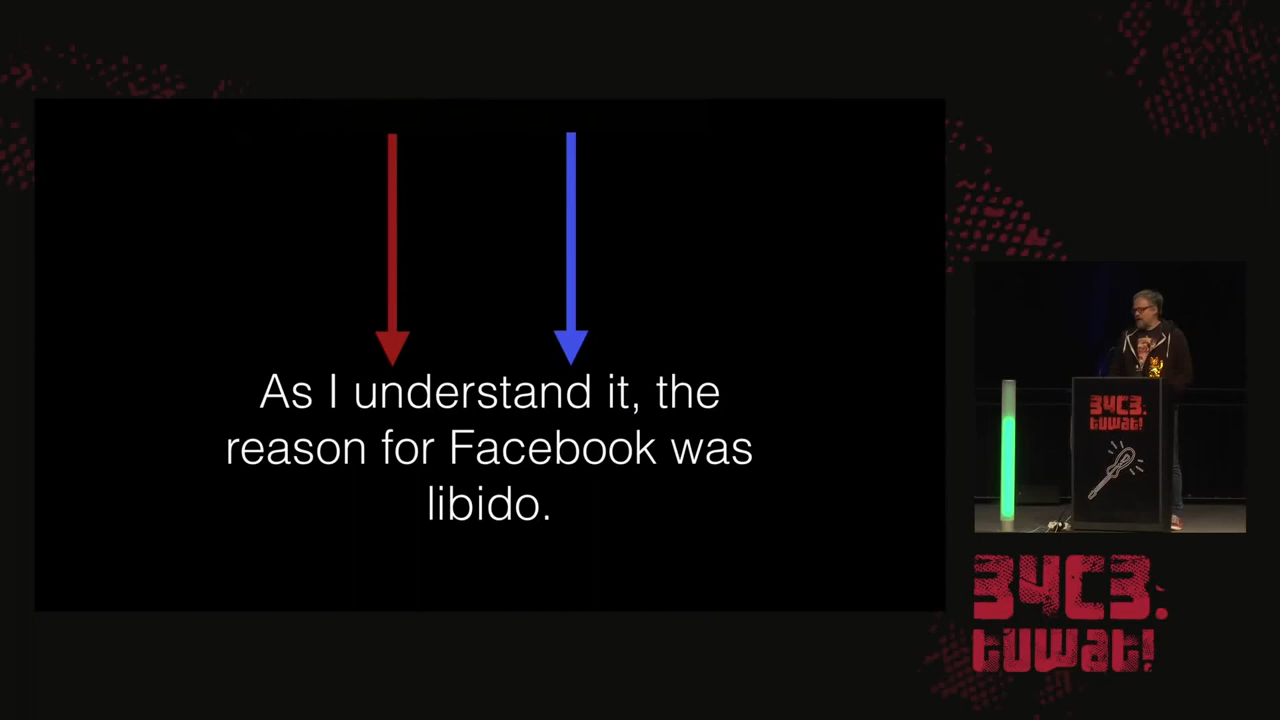 As I understand it, the
reason for Facebook was
libido.
34C3.
tuwat!
34C3.
tuwat!